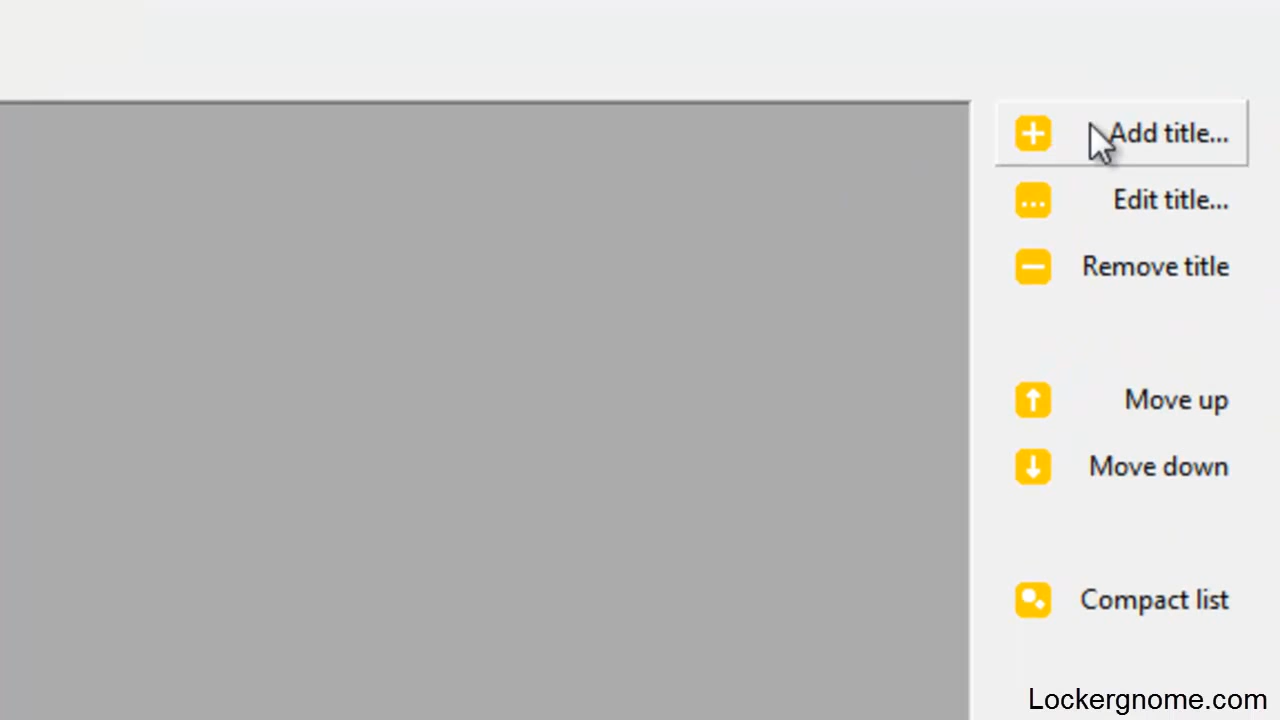 Add title...
Edit title...
Remove title
Move up
Move down
Compact list
Lockergnome.com